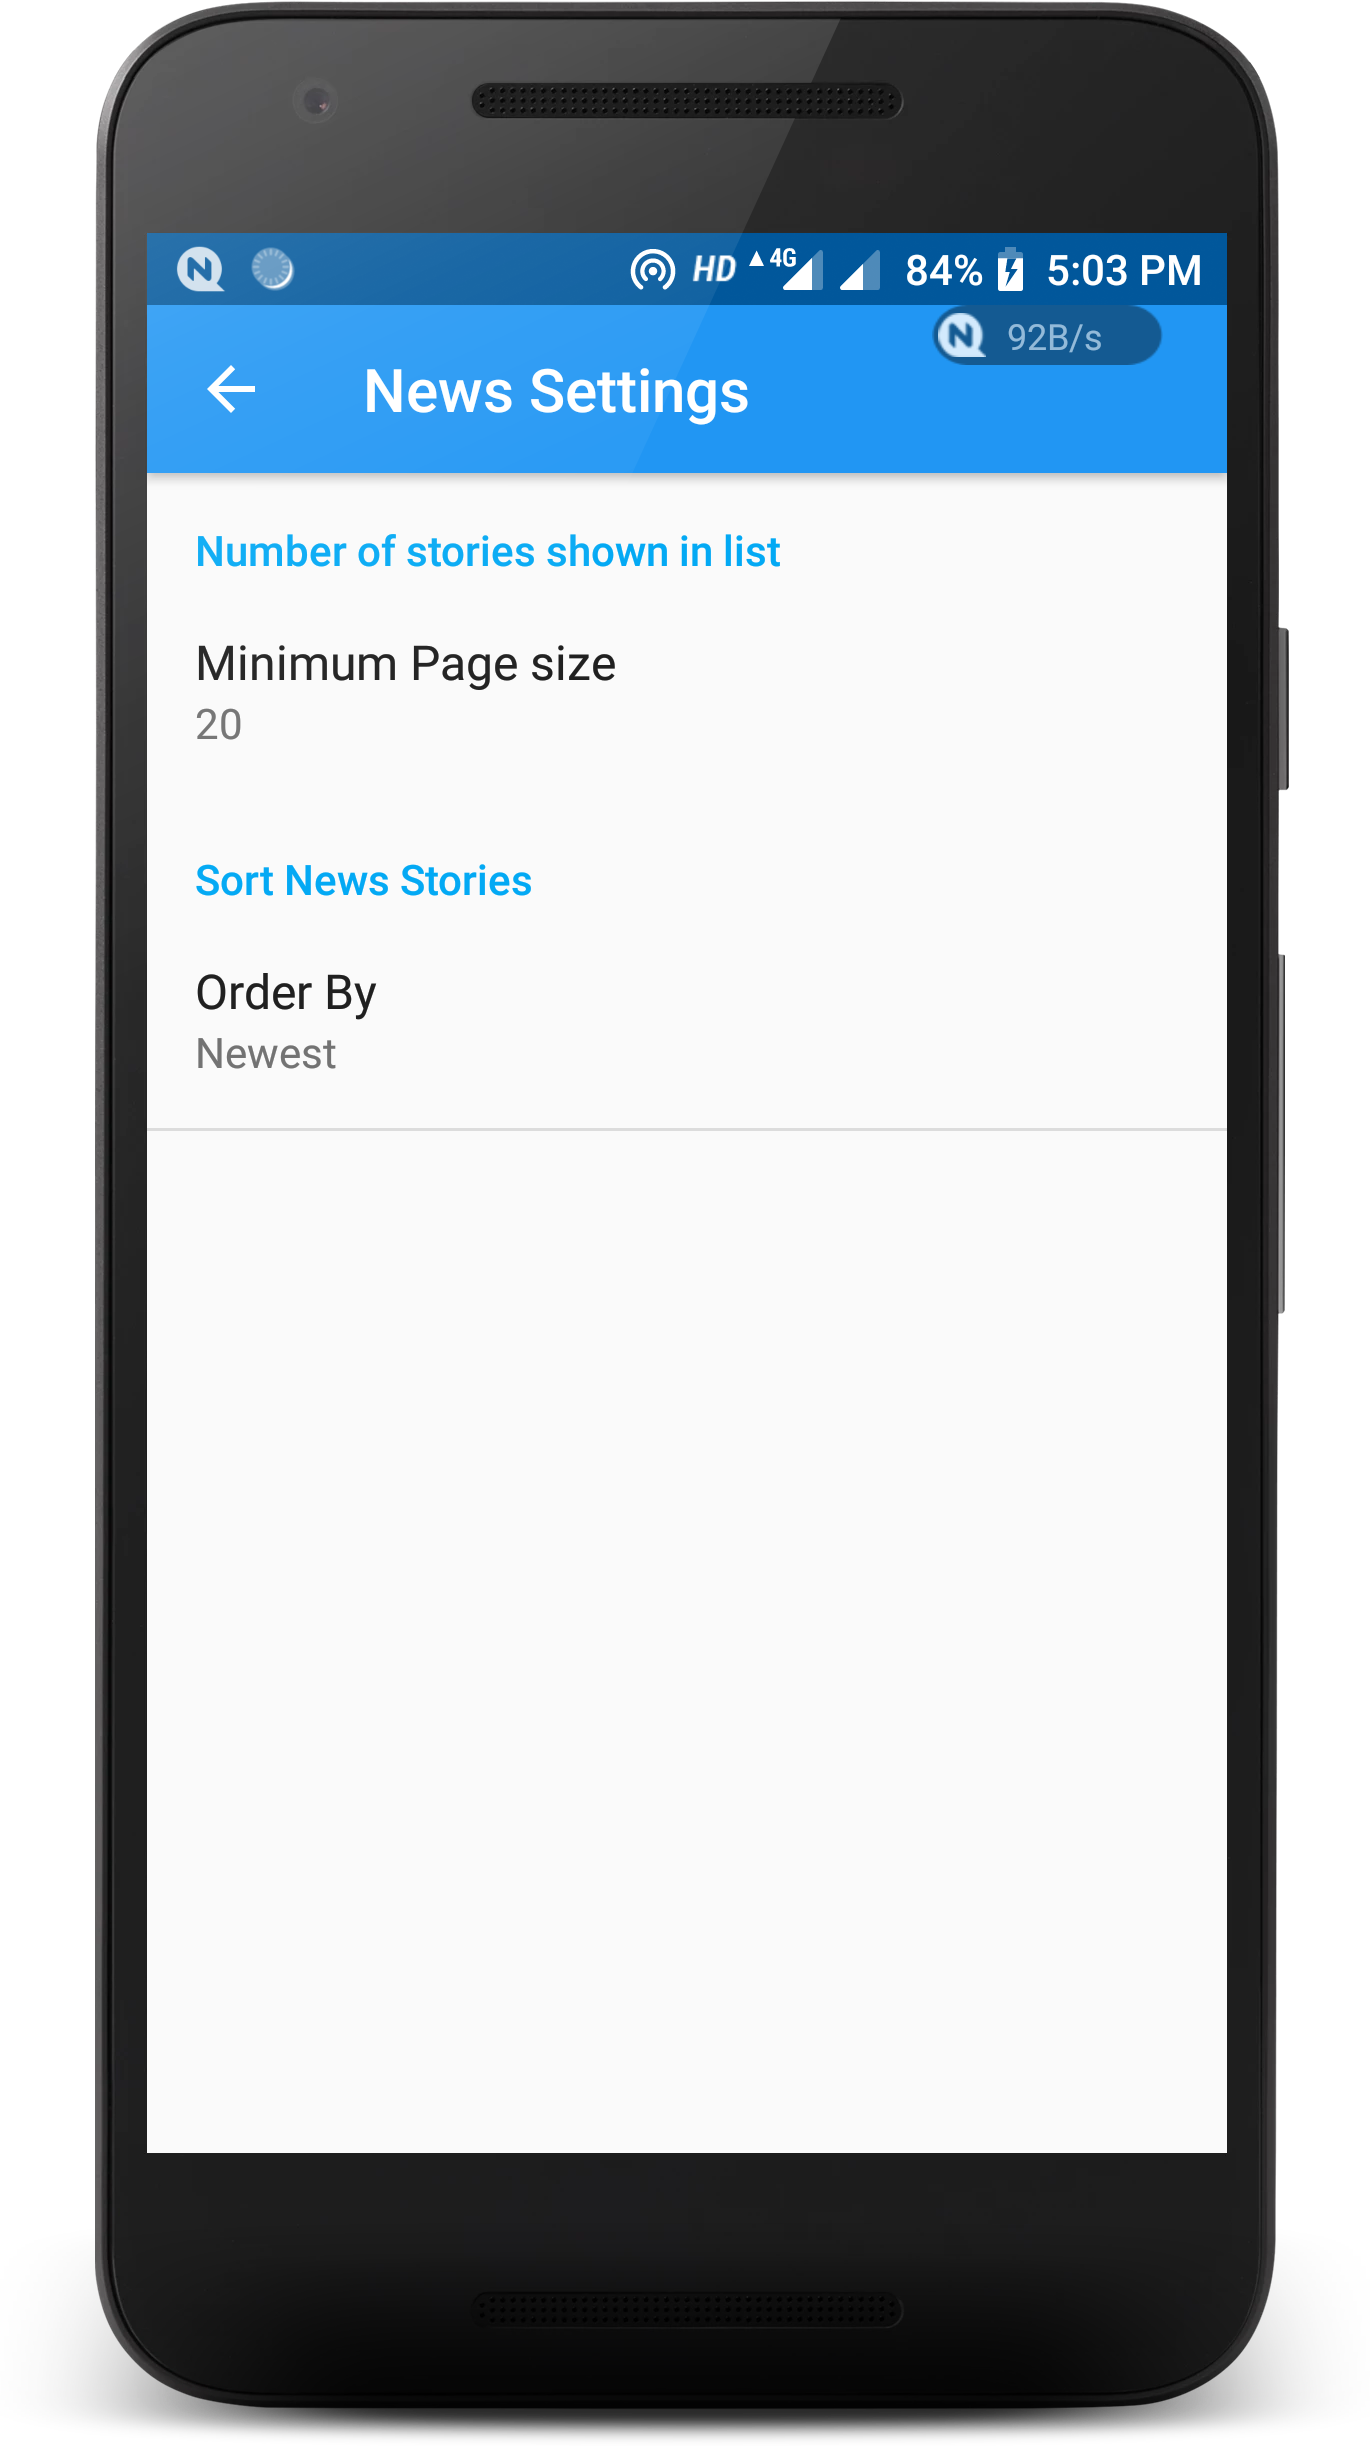 HD 4G 84% 5:03 PM
N 92B/s
News Settings
Number of stories shown in list
Minimum Page size
20
Sort News Stories
Order By
Newest